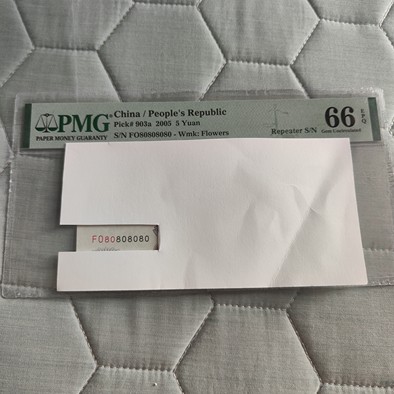 PMG
PAPER MONEY GUARANTY
China / People's Republic
Pick# 903a 2005 5 Yuan
S/N FO80808080 - Wmk: Flowers
Repeater S/N
66 EPQ
Gem Uncirculated
FO80808080